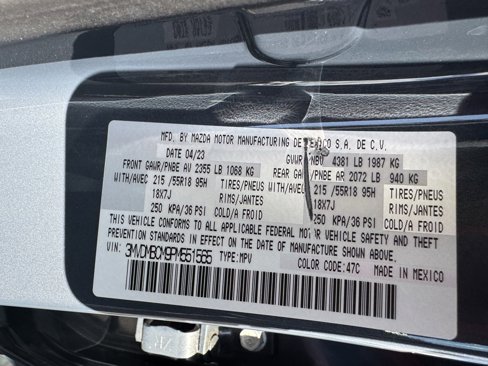 MFD. BY MAZDA MOTOR MANUFACTURING DE MEXICO S.A. DE C.V.
DATE 04/23 GVWR/PNBV 4381 LB 1987 KG
FRONT GAWR/PNBE AV 2355 LB 1068 KG REAR GAWR/PNBE AR 2072 LB 940 KG
WITH/AVEC 215 /55R18 95H TIRES/PNEUS WITH/AVEC 215 /55R18 95H TIRES/PNEUS
18X7J RIMS/JANTES 18X7J RIMS/JANTES
250 KPA/36 PSI COLD/A FROID 250 KPA/36 PSI COLD/A FROID
THIS VEHICLE CONFORMS TO ALL APPLICABLE FEDERAL MOTOR VEHICLE SAFETY AND THEFT
PREVENTION STANDARDS IN EFFECT ON THE DATE OF MANUFACTURE SHOWN ABOVE.
VIN: TYPE:MPV COLOR CODE:47C MADE IN MEXICO